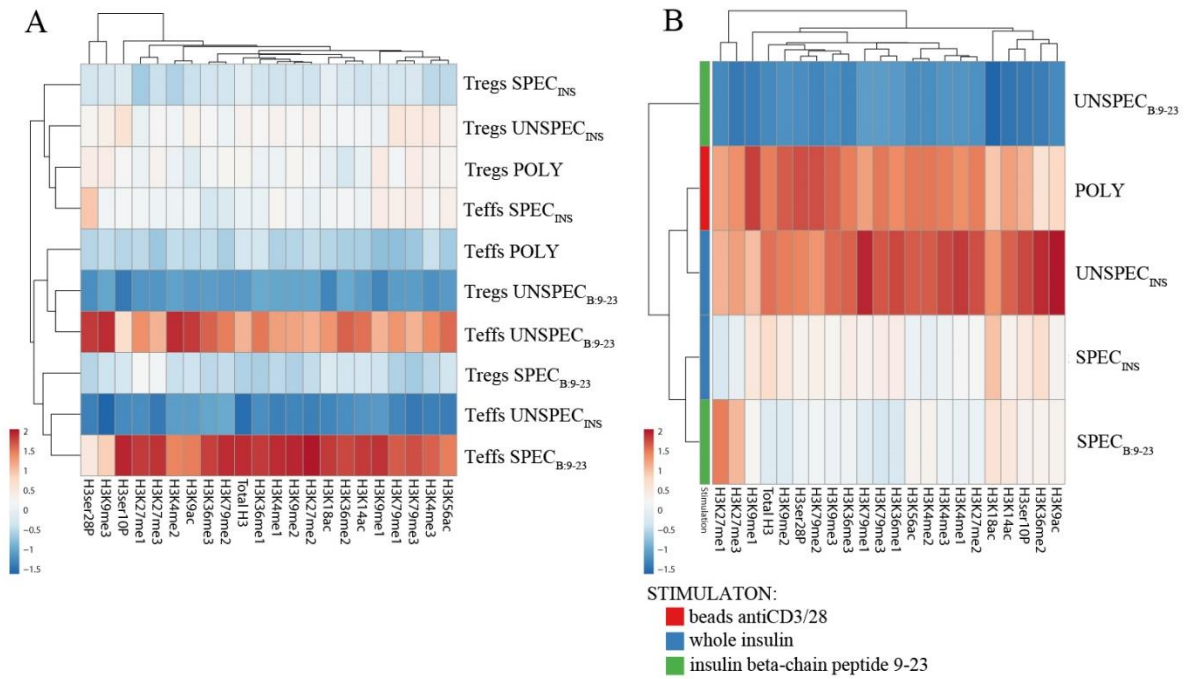 A
Tregs SPECINS
Tregs UNSPECINS
Tregs POLY
Teffs SPECINS
Teffs POLY
Tregs UNSPECB:9-23
Teffs UNSPECB:9-23
Tregs SPECB:9-23
Teffs UNSPECINS
Teffs SPECB:9-23
2
1.5
1
0.5
0
−0.5
−1
−1.5
H3ser28P
H3K9me3
H3ser10P
H3K27me1
H3K27me3
H3K4me2
H3K9ac
H3K36me3
H3K79me2
Total H3
H3K36me1
H3K4me1
H3K9me2
H3K27me2
H3K18ac
H3K36me2
H3K14ac
H3K9me1
H3K79me3
H3K4me3
H3K56ac
B
UNSPECB:9-23
POLY
UNSPECINS
SPECINS
SPECB:9-23
2
1.5
1
0.5
0
−0.5
−1
−1.5
Stimulation
H3K27me1
H3K27me3
H3K9me1
Total H3
H3K9me2
H3ser28P
H3K79me2
H3K9me3
H3K36me3
H3K79me1
H3K79me3
H3K36me1
H3K56ac
H3K4me2
H3K4me3
H3K4me1
H3K27me2
H3K18ac
H3K14ac
H3ser10P
H3K36me2
H3K9ac
STIMULATON:
beads antiCD3/28
whole insulin
insulin beta-chain peptide 9-23